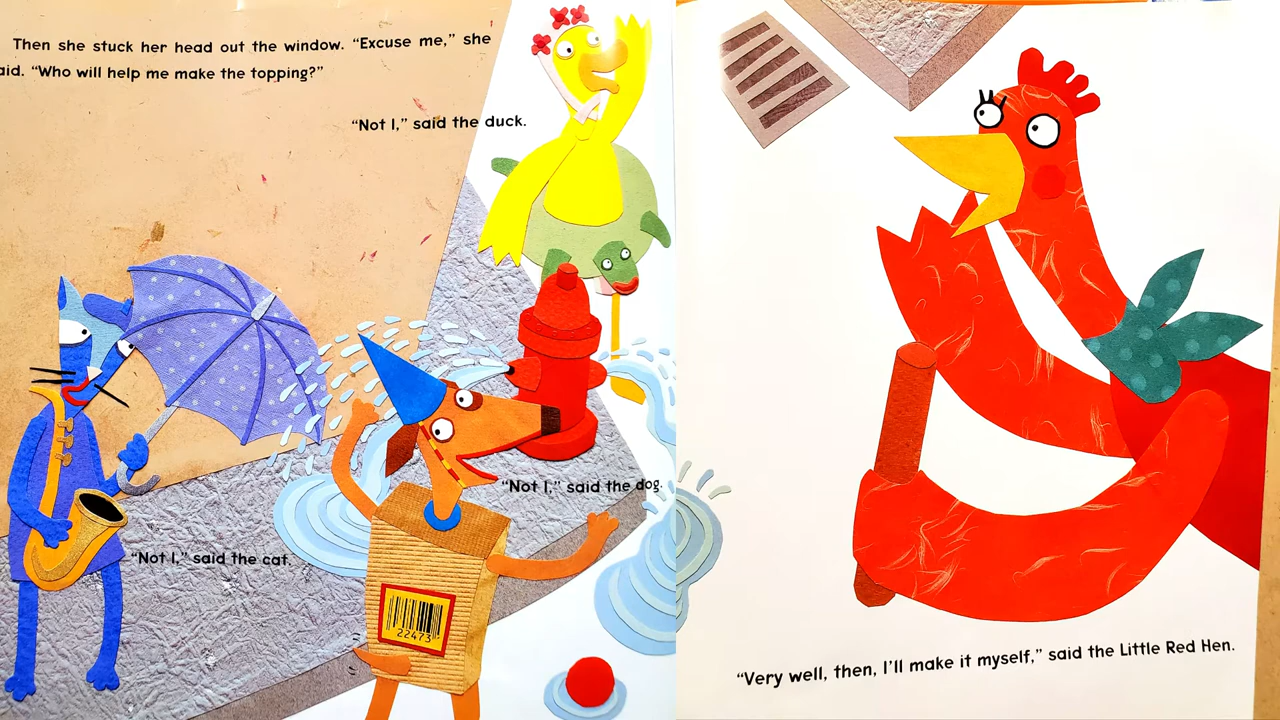 Then she stuck her head out the window. “Excuse me,” she
aid. “Who will help me make the topping?”
“Not I,” said the duck.
“Not I,” said the dog.
“Not I,” said the cat.
22473
“Very well, then, I’ll make it myself,” said the Little Red Hen.